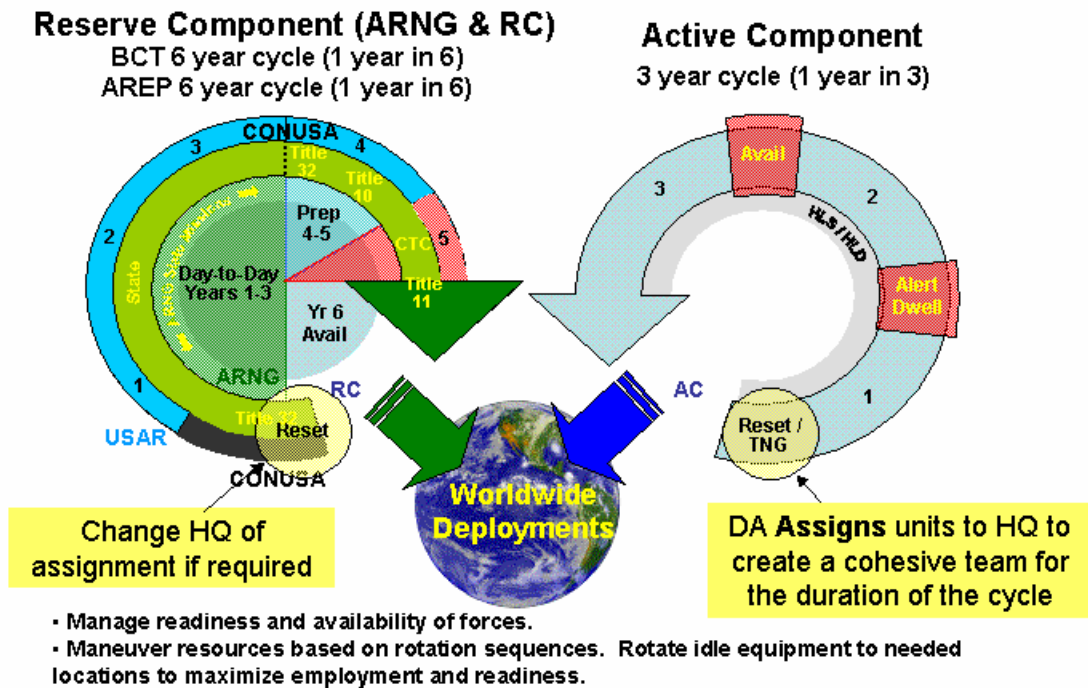 Reserve Component (ARNG & RC)
BCT 6 year cycle (1 year in 6)
AREP 6 year cycle (1 year in 6)
Active Component
3 year cycle (1 year in 3)
CONUSA
3
4
Title
32
Title
10
Prep
4-5
CTC
5
2
State
Day-to-Day
Years 1-3
Title
11
Yr 6
Avail
ARNG
1
Title 32
Reset
USAR
CONUSA
RC
AC
Avail
3
2
HLS / HLD
Alert
Dwell
1
Reset /
TNG
Worldwide
Deployments
Change HQ of
assignment if required
DA Assigns units to HQ to
create a cohesive team for
the duration of the cycle
▪ Manage readiness and availability of forces.
▪ Maneuver resources based on rotation sequences. Rotate idle equipment to needed
locations to maximize employment and readiness.